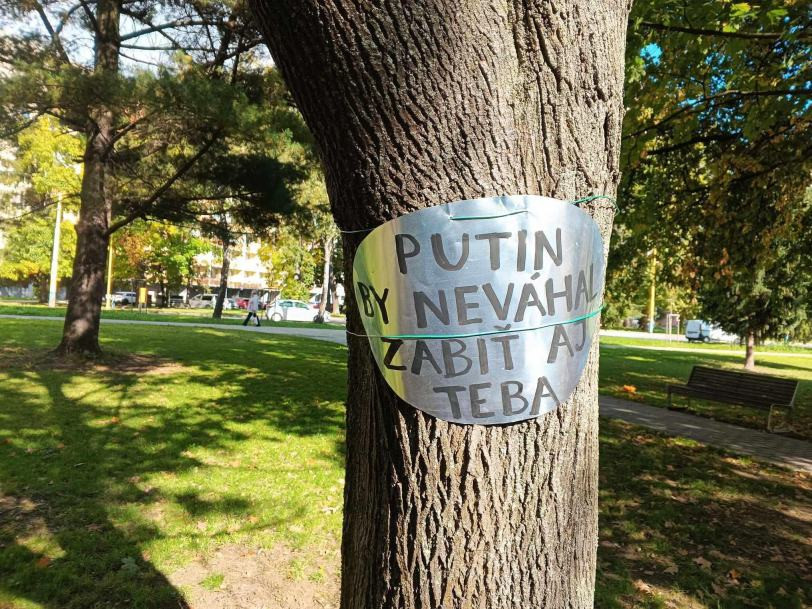 PUTIN
BY NEVÁHAL
ZABIŤ AJ
TEBA